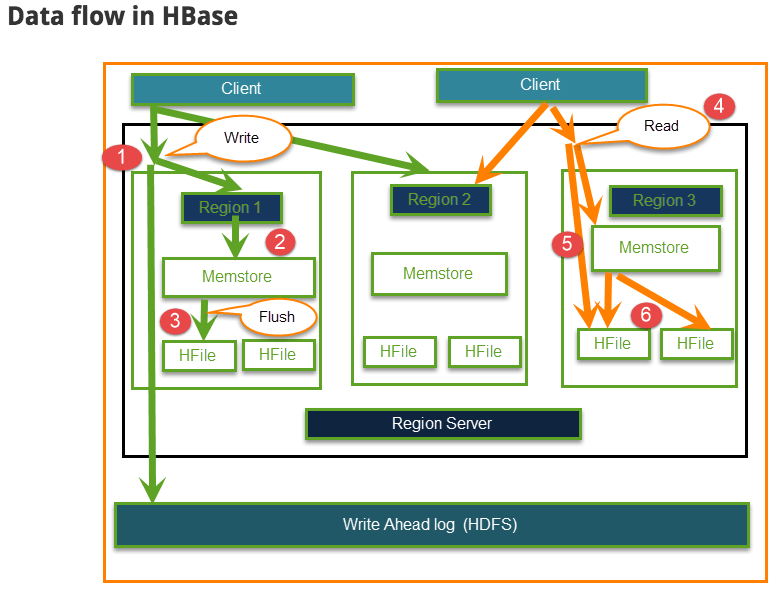 Data flow in HBase
Client
Client
4
Write
Read
1
Region 1
Region 2
Region 3
2
5
Memstore
Memstore
Memstore
3
Flush
6
HFile
HFile
HFile
HFile
HFile
HFile
Region Server
Write Ahead log (HDFS)